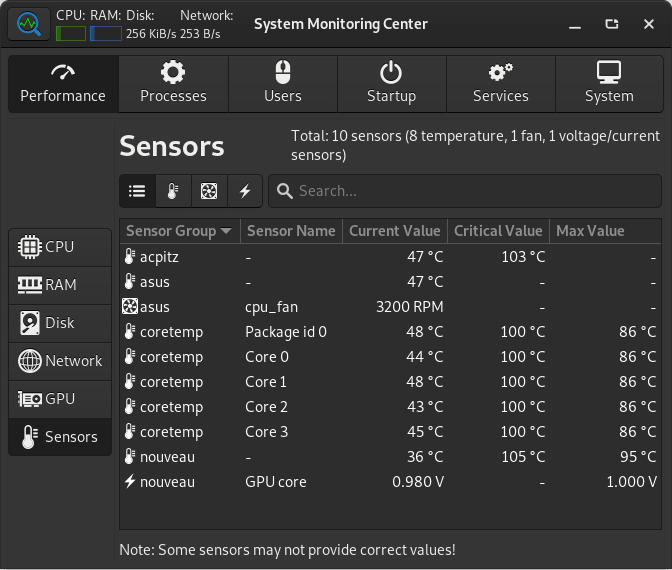 CPU: RAM: Disk: Network:
256 KiB/s 253 B/s
System Monitoring Center
Performance Processes Users Startup Services System
Sensors
Total: 10 sensors (8 temperature, 1 fan, 1 voltage/current
sensors)
Search...
CPU
RAM
Disk
Network
GPU
Sensors
Sensor Group Sensor Name Current Value Critical Value Max Value
acpitz - 47 °C 103 °C -
asus - 47 °C - -
asus cpu_fan 3200 RPM - -
coretemp Package id 0 48 °C 100 °C 86 °C
coretemp Core 0 44 °C 100 °C 86 °C
coretemp Core 1 48 °C 100 °C 86 °C
coretemp Core 2 43 °C 100 °C 86 °C
coretemp Core 3 45 °C 100 °C 86 °C
nouveau - 36 °C 105 °C 95 °C
nouveau GPU core 0.980 V - 1.000 V
Note: Some sensors may not provide correct values!